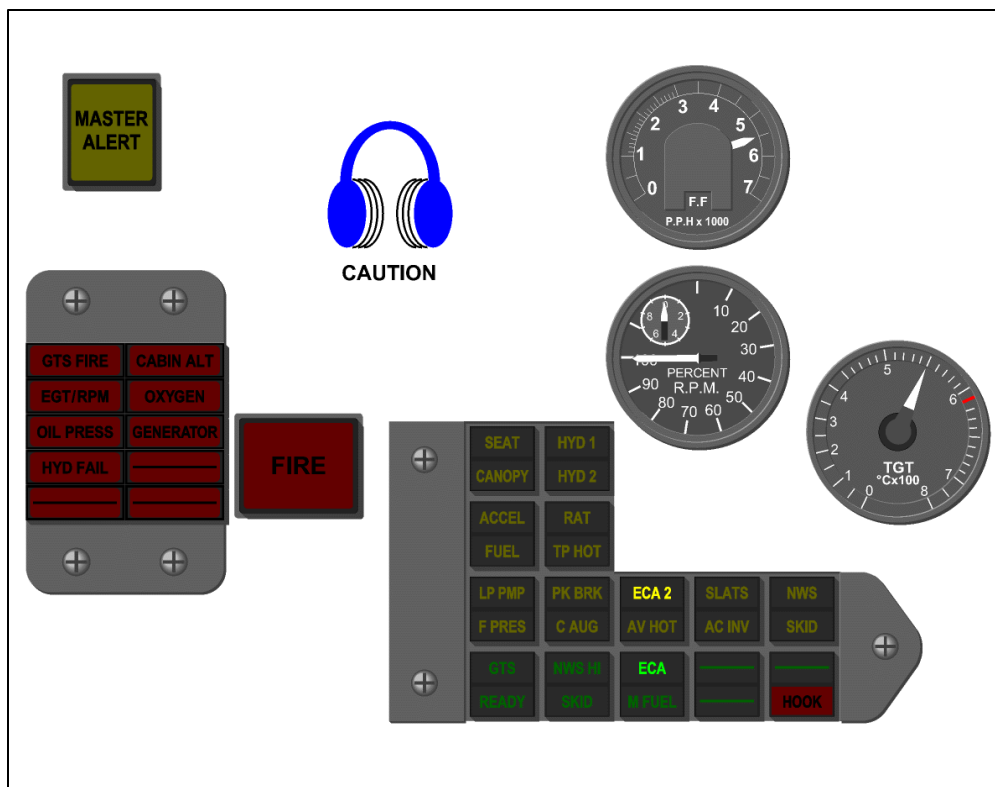 MASTER
ALERT
CAUTION
0 1 2 3 4 5 6 7
F.F
P.P.H x 1000
0 2 4 6 8
10 20 30 40 50 60 70 80 90 100
PERCENT
R.P.M.
0 1 2 3 4 5 6 7 8
TGT
°Cx100
GTS FIRE CABIN ALT
EGT/RPM OXYGEN
OIL PRESS GENERATOR
HYD FAIL
FIRE
SEAT HYD 1
CANOPY HYD 2
ACCEL RAT
FUEL TP HOT
LP PMP PK BRK ECA 2 SLATS NWS
F PRES C AUG AV HOT AC INV SKID
GTS NWS HI ECA
READY SKID M FUEL HOOK